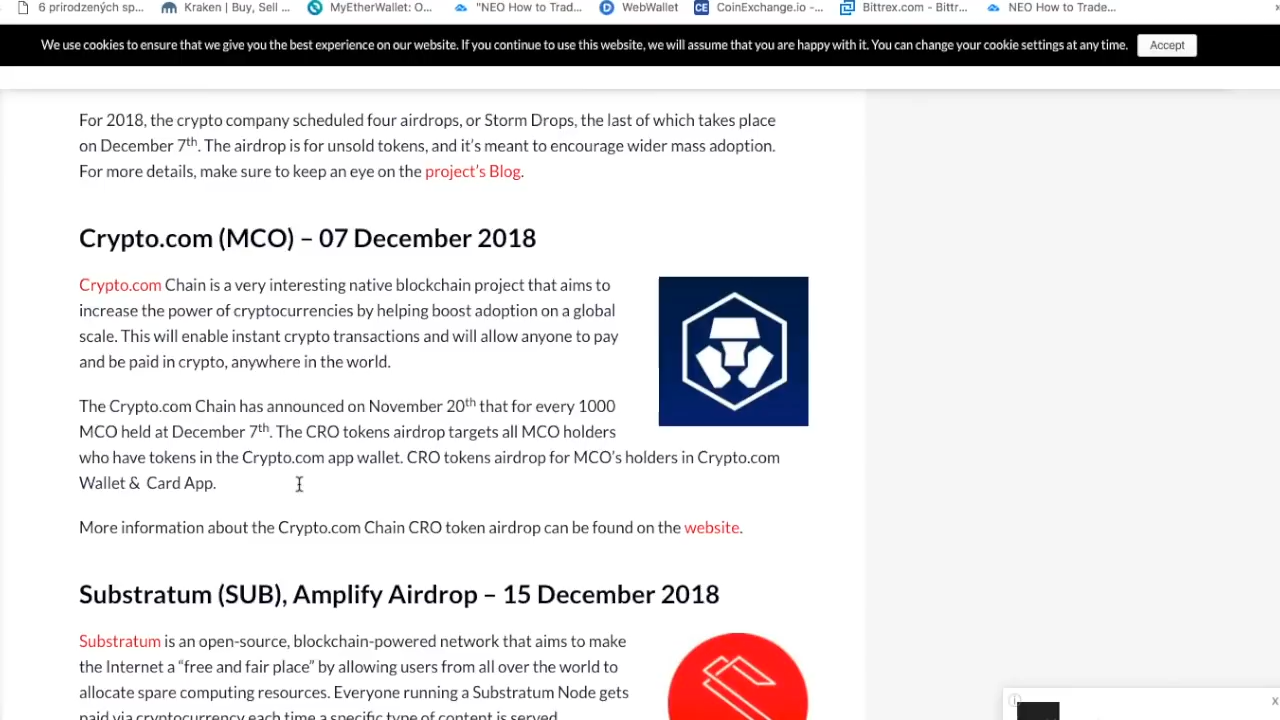 6 prirodzených sp... Kraken | Buy, Sell ... MyEtherWallet: O... "NEO How to Trad... WebWallet CoinExchange.io -... Bittrex.com - Bittr... NEO How to Trade...
We use cookies to ensure that we give you the best experience on our website. If you continue to use this website, we will assume that you are happy with it. You can change your cookie settings at any time. Accept
For 2018, the crypto company scheduled four airdrops, or Storm Drops, the last of which takes place
on December 7th. The airdrop is for unsold tokens, and it's meant to encourage wider mass adoption.
For more details, make sure to keep an eye on the project's Blog.
Crypto.com (MCO) – 07 December 2018
Crypto.com Chain is a very interesting native blockchain project that aims to
increase the power of cryptocurrencies by helping boost adoption on a global
scale. This will enable instant crypto transactions and will allow anyone to pay
and be paid in crypto, anywhere in the world.
The Crypto.com Chain has announced on November 20th that for every 1000
MCO held at December 7th. The CRO tokens airdrop targets all MCO holders
who have tokens in the Crypto.com app wallet. CRO tokens airdrop for MCO's holders in Crypto.com
Wallet & Card App.
More information about the Crypto.com Chain CRO token airdrop can be found on the website.
Substratum (SUB), Amplify Airdrop – 15 December 2018
Substratum is an open-source, blockchain-powered network that aims to make
the Internet a “free and fair place” by allowing users from all over the world to
allocate spare computing resources. Everyone running a Substratum Node gets
paid via cryptocurrency each time a specific type of content is served